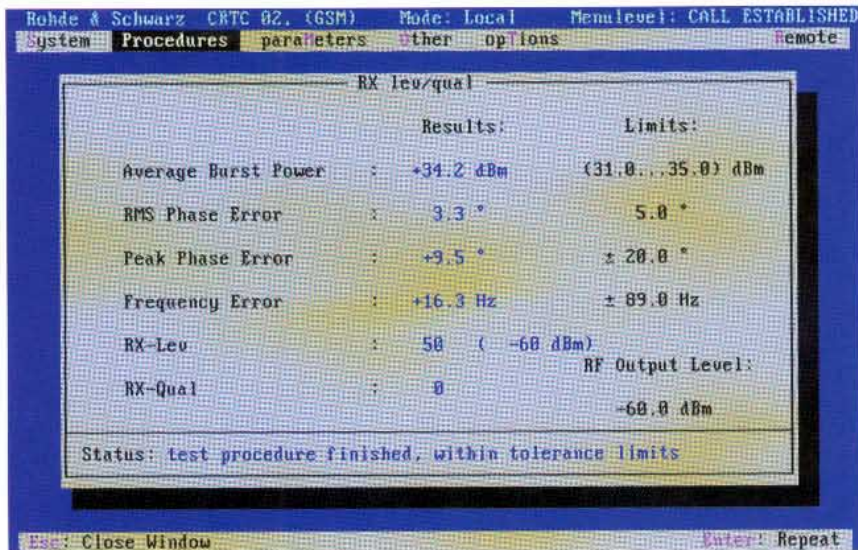 Rohde & Schwarz CRTC 02. (GSM) Mode: Local Menulevel: CALL ESTABLISHED
System Procedures paraMeters Other opTions Remote
RX lev/qual
Results: Limits:
Average Burst Power : +34.2 dBm (31.0...35.0) dBm
RMS Phase Error : 3.3 ° 5.0 °
Peak Phase Error : +9.5 ° ± 20.0 °
Frequency Error : +16.3 Hz ± 89.0 Hz
RX-Lev : 50 ( -60 dBm)
RF Output Level:
RX-Qual : 0
-60.0 dBm
Status: test procedure finished, within tolerance limits
Esc: Close Window Enter: Repeat